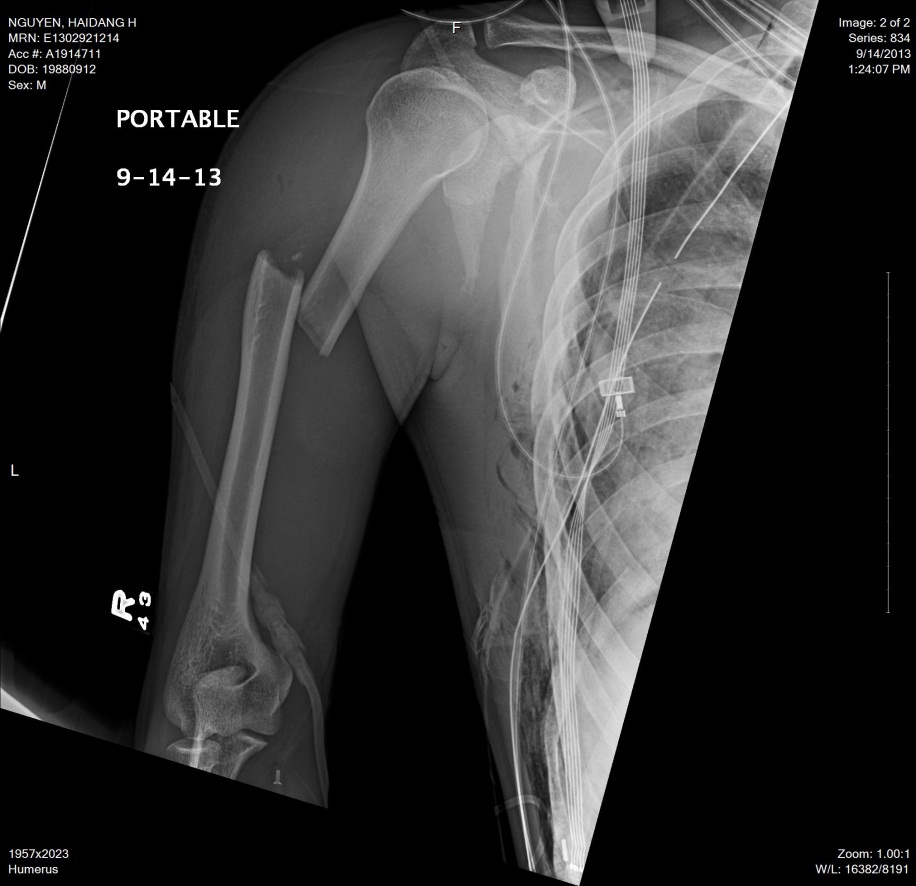 NGUYEN, HAIDANG H
MRN: E1302921214
Acc #: A1914711
DOB: 19880912
Sex: M
F
Image: 2 of 2
Series: 834
9/14/2013
1:24:07 PM
PORTABLE
9-14-13
L
R
43
1957x2023
Humerus
Zoom: 1.00:1
W/L: 16382/8191